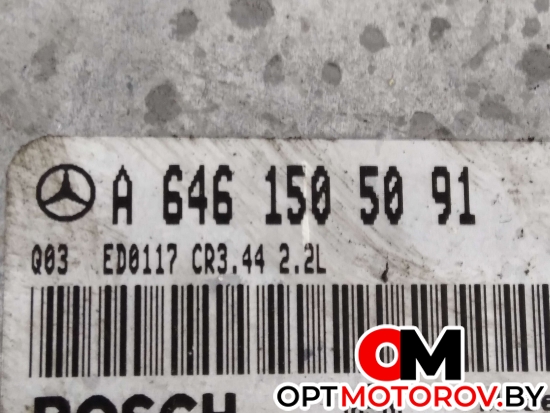 A 646 150 50 91
Q03 ED0117 CR3.44 2.2L
OM
OPTMOTOROV.BY
BOSCH